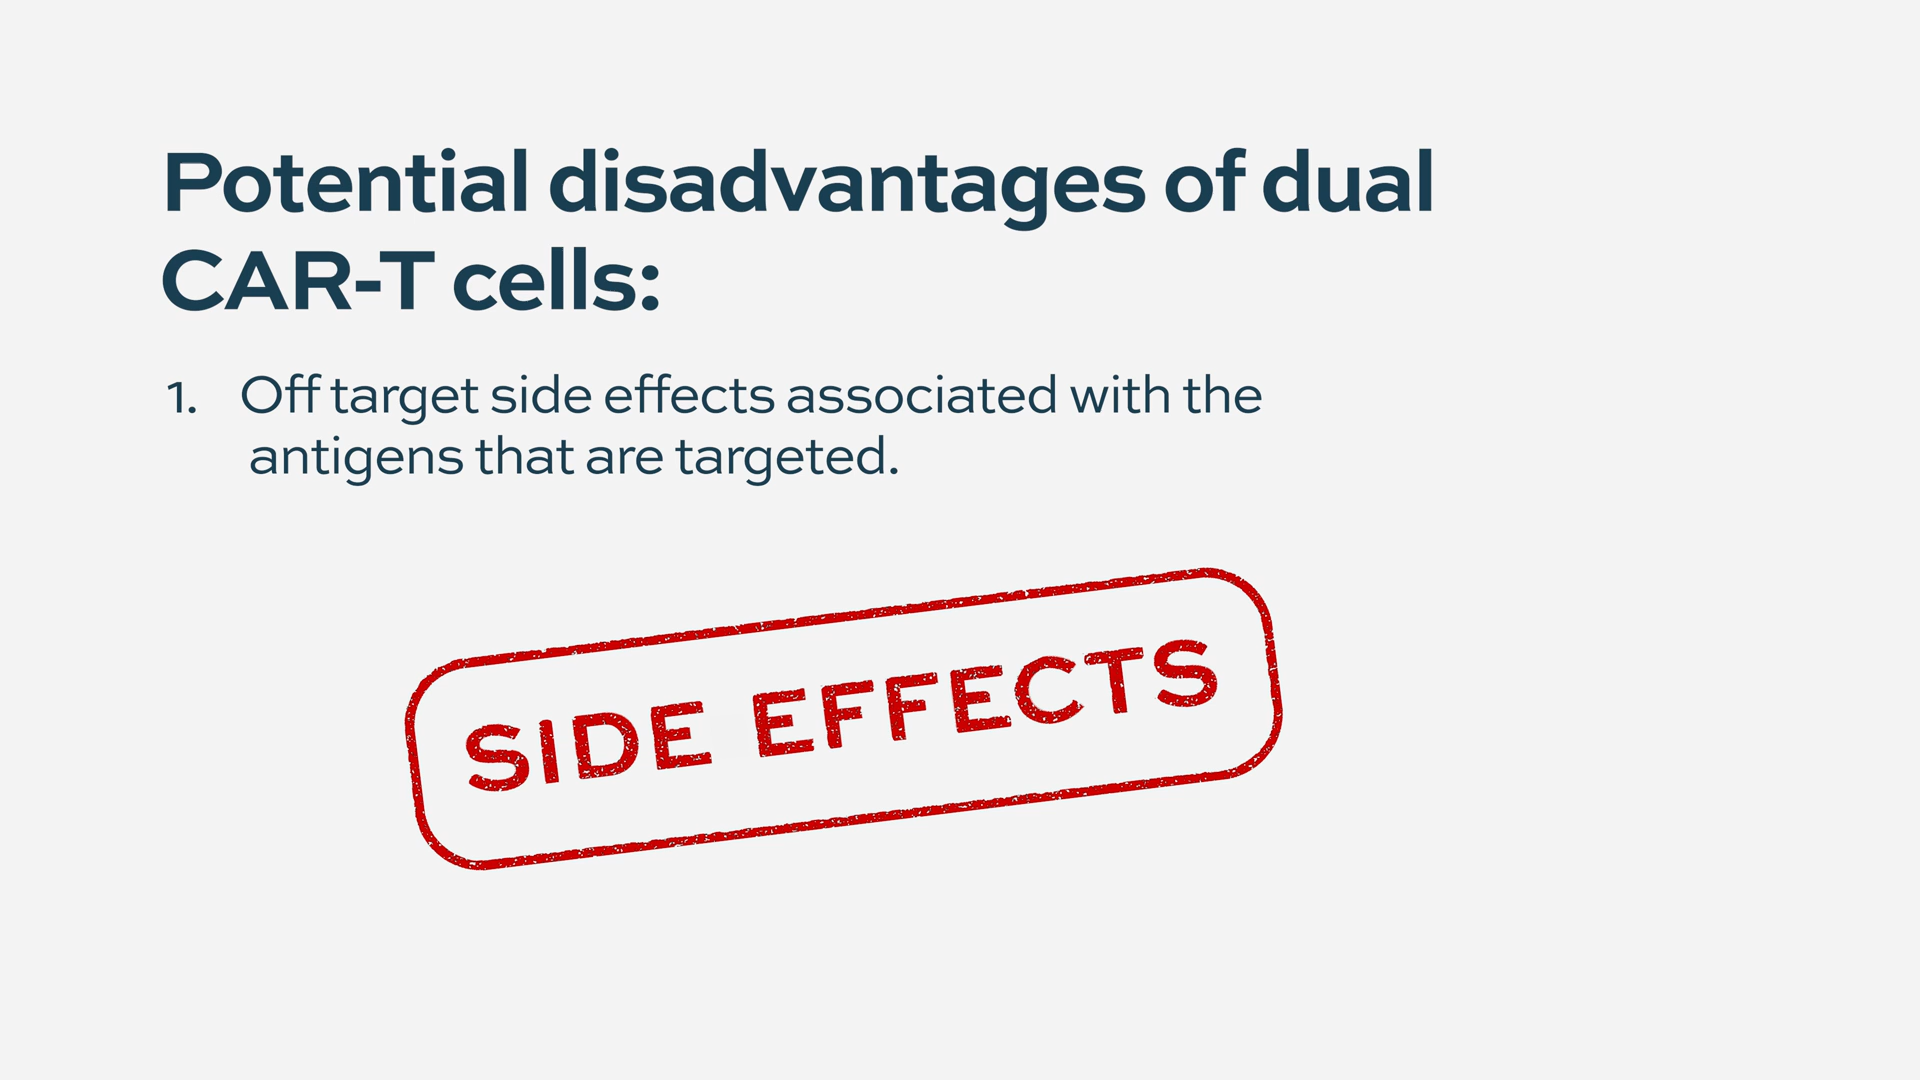 Potential disadvantages of dual
CAR-T cells:
1. Off target side effects associated with the
antigens that are targeted.
SIDE EFFECTS